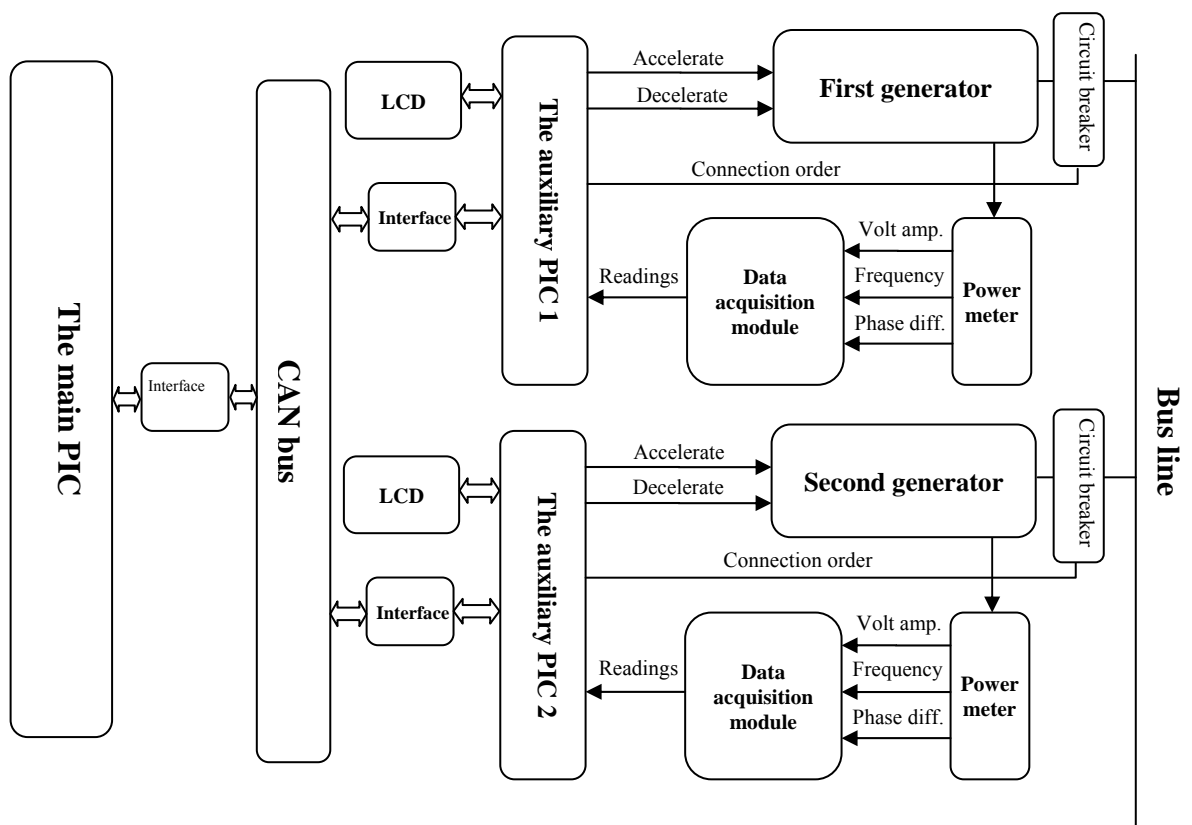 The main PIC
Interface
CAN bus
LCD
Interface
The auxiliary PIC 1
Accelerate
Decelerate
First generator
Circuit breaker
Connection order
Readings
Data
acquisition
module
Volt amp.
Frequency
Phase diff.
Power
meter
Bus line
LCD
Interface
The auxiliary PIC 2
Accelerate
Decelerate
Second generator
Circuit breaker
Connection order
Readings
Data
acquisition
module
Volt amp.
Frequency
Phase diff.
Power
meter